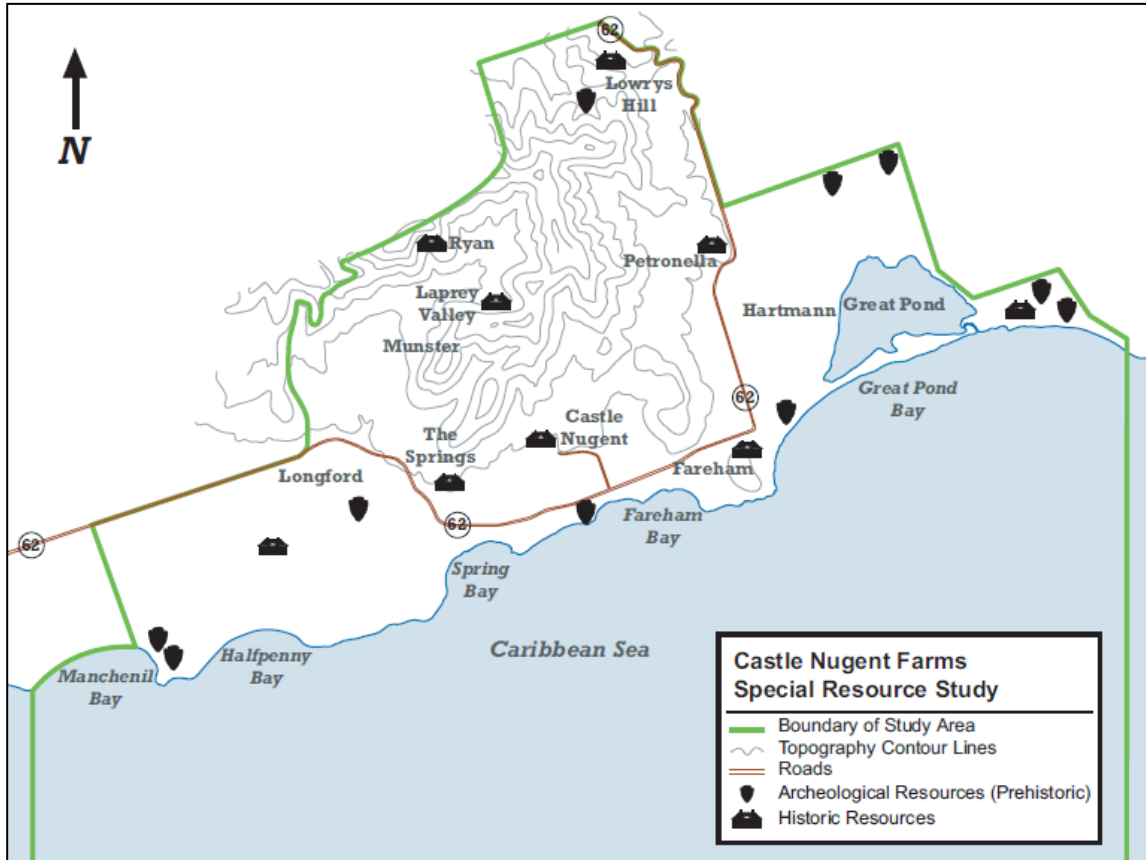 62
Lowrys
Hill
N
Ryan
Petronella
Laprey
Valley
Hartmann
Great Pond
Munster
Great Pond
Bay
62
Castle
Nugent
The
Springs
Longford
Fareham
62
62
Fareham
Bay
Spring
Bay
Caribbean Sea
Halfpenny
Bay
Manchenil
Bay
Castle Nugent Farms
Special Resource Study
Boundary of Study Area
Topography Contour Lines
Roads
Archeological Resources (Prehistoric)
Historic Resources